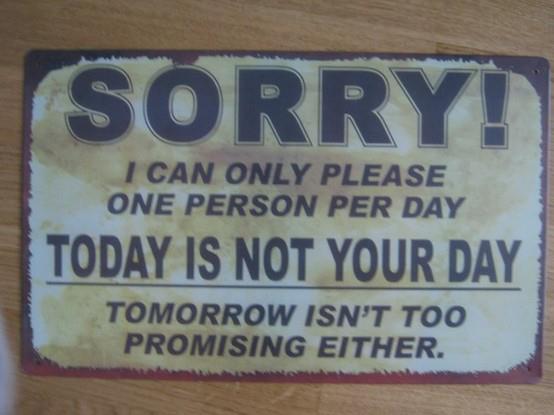 SORRY!
I CAN ONLY PLEASE
ONE PERSON PER DAY
TODAY IS NOT YOUR DAY
TOMORROW ISN'T TOO
PROMISING EITHER.